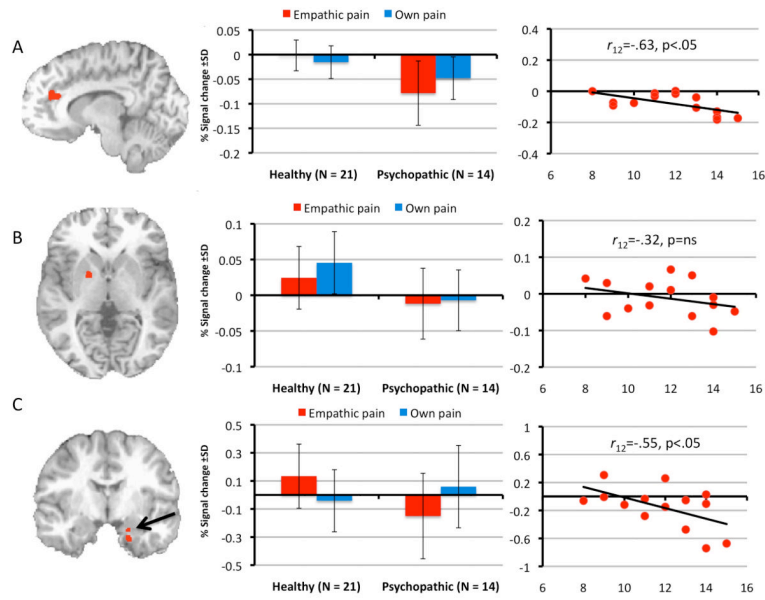 A
Empathic pain Own pain
% Signal change ±SD
0.05
0
-0.05
-0.1
-0.15
-0.2
Healthy (N = 21) Psychopathic (N = 14)
r12=-.63, p<.05
0.4
0.2
0
-0.2
-0.4
6 8 10 12 14 16
B
Empathic pain Own pain
% Signal change ±SD
0.1
0.05
0
-0.05
-0.1
Healthy (N = 21) Psychopathic (N = 14)
r12=-.32, p=ns
0.2
0.1
0
-0.1
-0.2
6 8 10 12 14 16
C
Empathic pain Own pain
% Signal change ±SD
0.5
0.3
0.1
-0.1
-0.3
-0.5
Healthy (N = 21) Psychopathic (N = 14)
r12=-.55, p<.05
1
0.6
0.2
-0.2
-0.6
-1
6 8 10 12 14 16